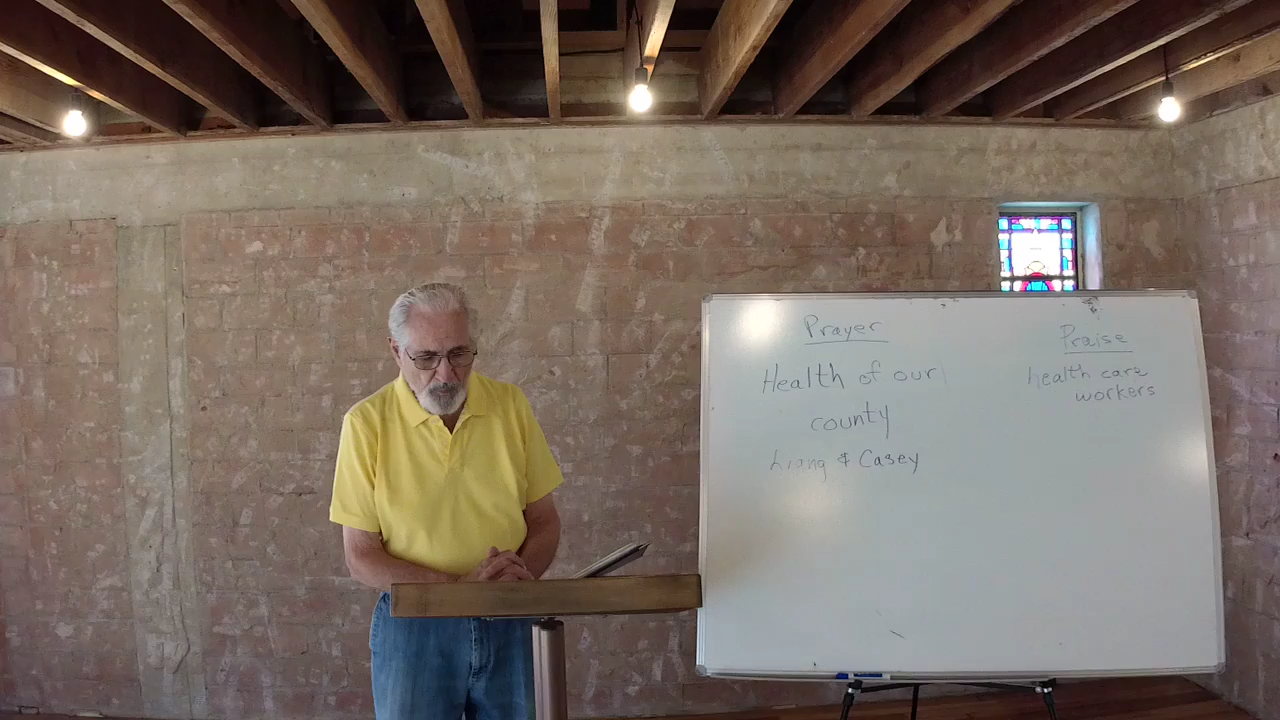 Prayer
Health of our
county
Liang & Casey
Praise
health care
workers